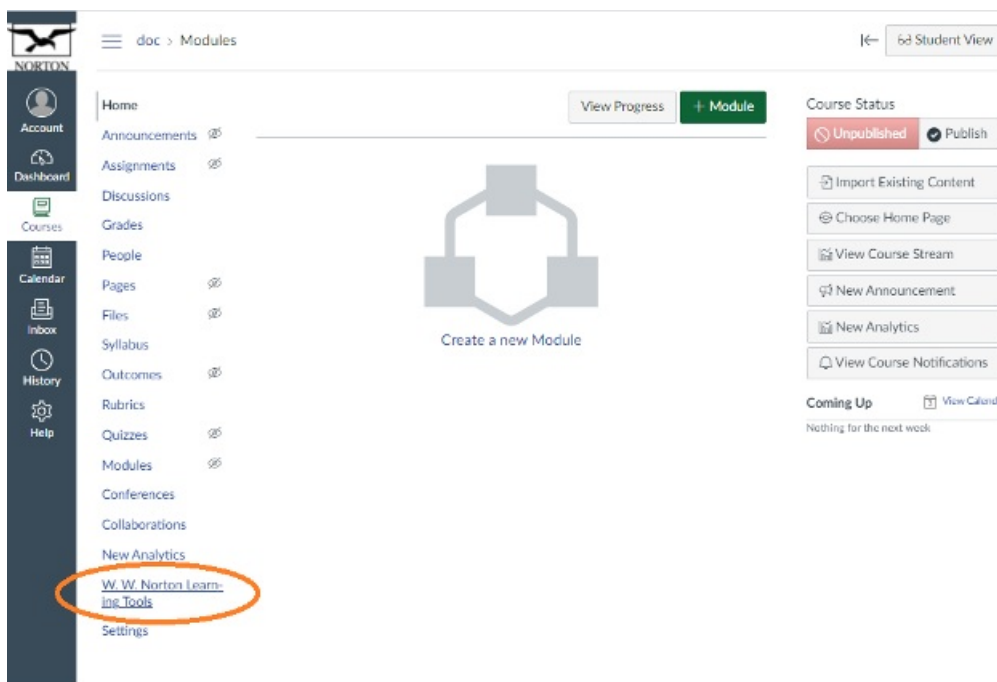 NORTON
doc > Modules
Student View
Account
Dashboard
Courses
Calendar
Inbox
History
Help
Home
Announcements
Assignments
Discussions
Grades
People
Pages
Files
Syllabus
Outcomes
Rubrics
Quizzes
Modules
Conferences
Collaborations
New Analytics
W. W. Norton Learn-
ing Tools
Settings
View Progress
+ Module
Create a new Module
Course Status
Unpublished
Publish
Import Existing Content
Choose Home Page
View Course Stream
New Announcement
New Analytics
View Course Notifications
Coming Up
View Calend
Nothing for the next week